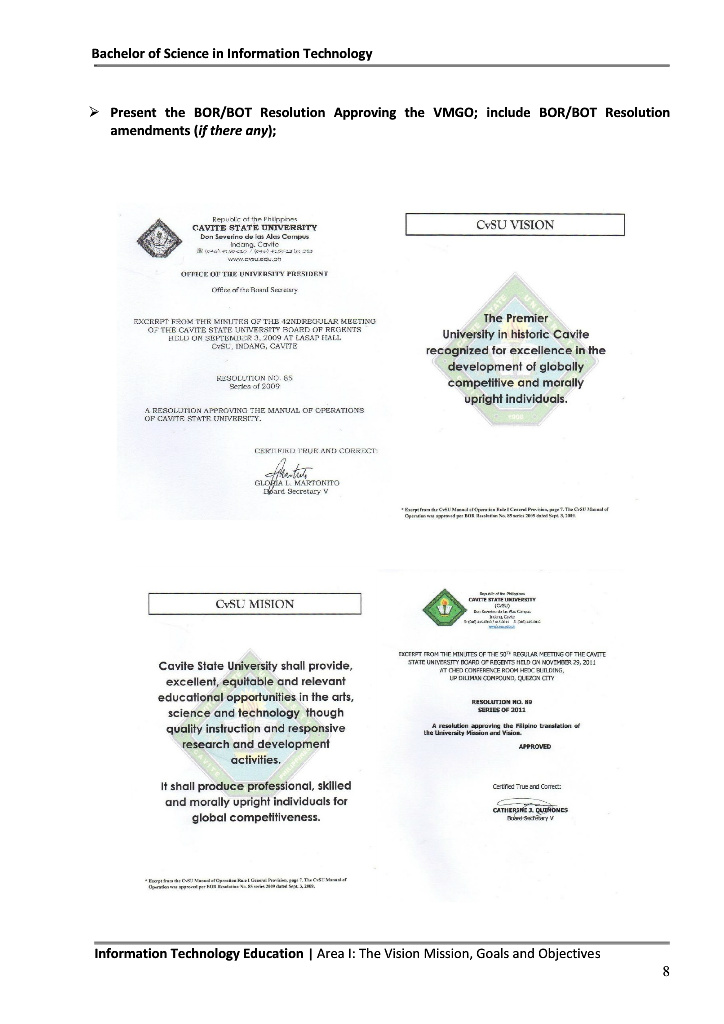 Bachelor of Science in Information Technology
➢ Present the BOR/BOT Resolution Approving the VMGO; include BOR/BOT Resolution
amendments (if there any);
Republic of the Philippines
CAVITE STATE UNIVERSITY
Don Severino de las Alas Campus
Indang, Cavite
www.cvsu.edu.ph
OFFICE OF THE UNIVERSITY PRESIDENT
Office of the Board Secretary
EXCERPT FROM THE MINUTES OF THE 42NDREGULAR MEETING
OF THE CAVITE STATE UNIVERSITY BOARD OF REGENTS
HELD ON SEPTEMBER 3, 2009 AT LASAP HALL
CvSU, INDANG, CAVITE
RESOLUTION NO. 85
Series of 2009
A RESOLUTION APPROVING THE MANUAL OF OPERATIONS
OF CAVITE STATE UNIVERSITY.
CERTIFIED TRUE AND CORRECT:
GLORIA L. MARTONITO
Board Secretary V
CvSU VISION
The Premier
University in historic Cavite
recognized for excellence in the
development of globally
competitive and morally
upright individuals.
* Excerpt from the CvSU Manual of Operation Rule I General Provision, page 7. The CvSU Manual of
Operation was approved per BOR Resolution No. 85 series 2009 dated Sept. 3, 2009.
CvSU MISION
Cavite State University shall provide,
excellent, equitable and relevant
educational opportunities in the arts,
science and technology though
quality instruction and responsive
research and development
activities.
It shall produce professional, skilled
and morally upright individuals for
global competitiveness.
* Excerpt from the CvSU Manual of Operation Rule I General Provision, page 7. The CvSU Manual of
Operation was approved per BOR Resolution No. 85 series 2009 dated Sept. 3, 2009.
Republic of the Philippines
CAVITE STATE UNIVERSITY
(CvSU)
Don Severino de las Alas Campus
Indang, Cavite
EXCERPT FROM THE MINUTES OF THE 50TH REGULAR MEETING OF THE CAVITE
STATE UNIVERSITY BOARD OF REGENTS HELD ON NOVEMBER 29, 2011
AT CHED CONFERENCE ROOM HEDC BUILDING,
UP DILIMAN COMPOUND, QUEZON CITY
RESOLUTION NO. 89
SERIES OF 2011
A resolution approving the Filipino translation of
the University Mission and Vision.
APPROVED
Certified True and Correct:
CATHERINE J. QUIÑONES
Board Secretary V
Information Technology Education | Area I: The Vision Mission, Goals and Objectives
8